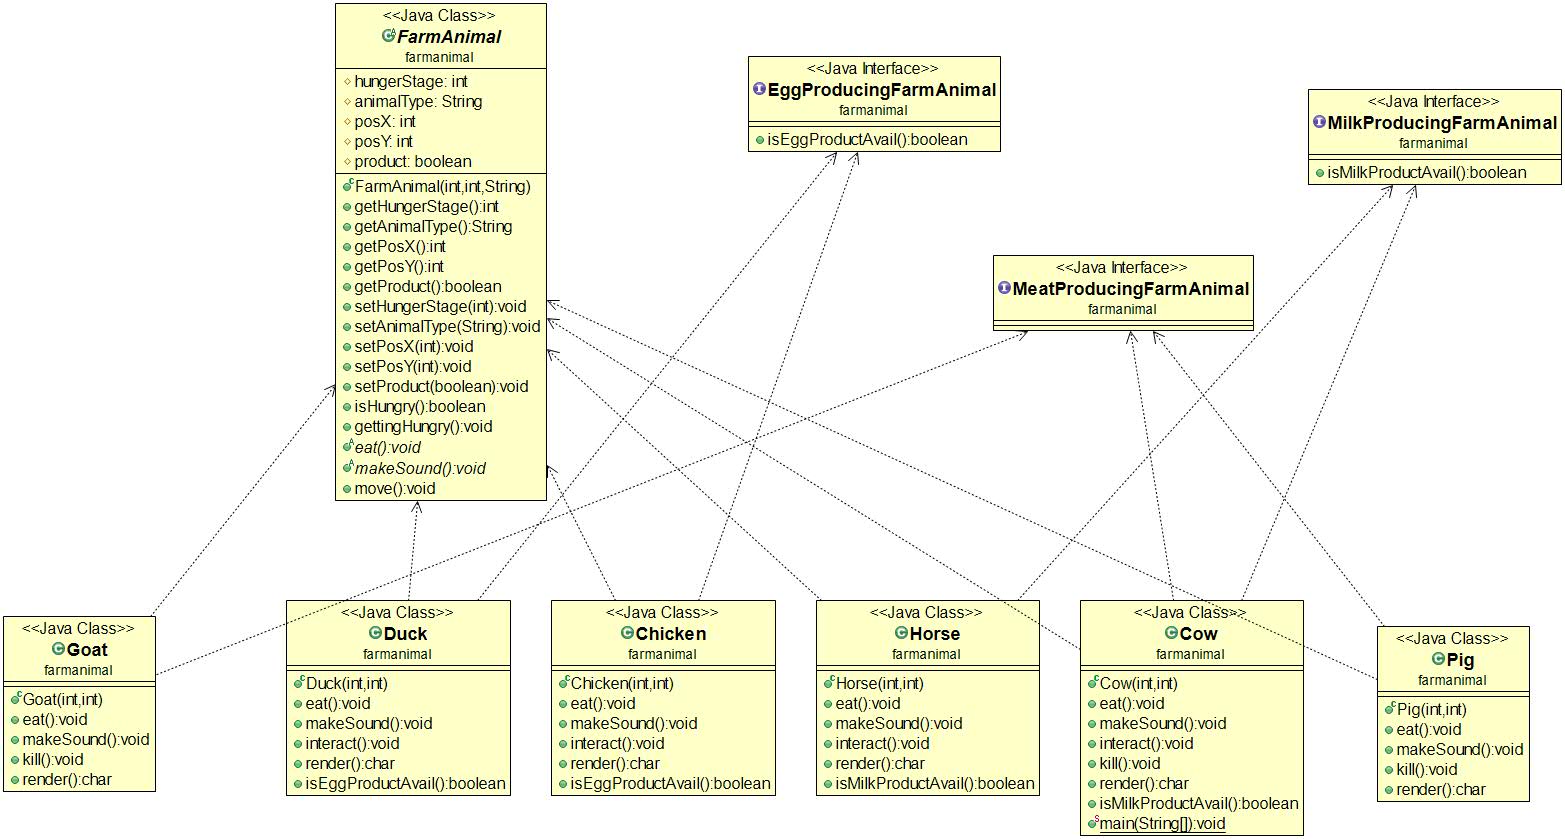 <<Java Class>>
FarmAnimal
farmanimal
hungerStage: int
animalType: String
posX: int
posY: int
product: boolean
FarmAnimal(int,int,String)
getHungerStage():int
getAnimalType():String
getPosX():int
getPosY():int
getProduct():boolean
setHungerStage(int):void
setAnimalType(String):void
setPosX(int):void
setPosY(int):void
setProduct(boolean):void
isHungry():boolean
gettingHungry():void
eat():void
makeSound():void
move():void
<<Java Interface>>
EggProducingFarmAnimal
farmanimal
isEggProductAvail():boolean
<<Java Interface>>
MilkProducingFarmAnimal
farmanimal
isMilkProductAvail():boolean
<<Java Interface>>
MeatProducingFarmAnimal
farmanimal
<<Java Class>>
Goat
farmanimal
Goat(int,int)
eat():void
makeSound():void
kill():void
render():char
<<Java Class>>
Duck
farmanimal
Duck(int,int)
eat():void
makeSound():void
interact():void
render():char
isEggProductAvail():boolean
<<Java Class>>
Chicken
farmanimal
Chicken(int,int)
eat():void
makeSound():void
interact():void
render():char
isEggProductAvail():boolean
<<Java Class>>
Horse
farmanimal
Horse(int,int)
eat():void
makeSound():void
interact():void
render():char
isMilkProductAvail():boolean
<<Java Class>>
Cow
farmanimal
Cow(int,int)
eat():void
makeSound():void
interact():void
kill():void
render():char
isMilkProductAvail():boolean
main(String[]):void
<<Java Class>>
Pig
farmanimal
Pig(int,int)
eat():void
makeSound():void
kill():void
render():char